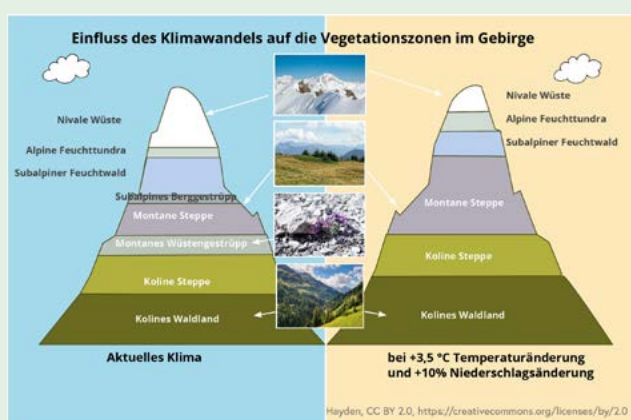 Einfluss des Klimawandels auf die Vegetationszonen im Gebirge
Nivale Wüste
Alpine Feuchttundra
Subalpiner Feuchtwald
Subalpines Berggestrüpp
Montane Steppe
Montanes Wüstengestrüpp
Koline Steppe
Kolines Waldland
Aktuelles Klima
Nivale Wüste
Alpine Feuchttundra
Subalpiner Feuchtwald
Montane Steppe
Koline Steppe
Kolines Waldland
bei +3,5 °C Temperaturänderung
und +10% Niederschlagsänderung
Hayden, CC BY 2.0, https://creativecommons.org/licenses/by/2.0